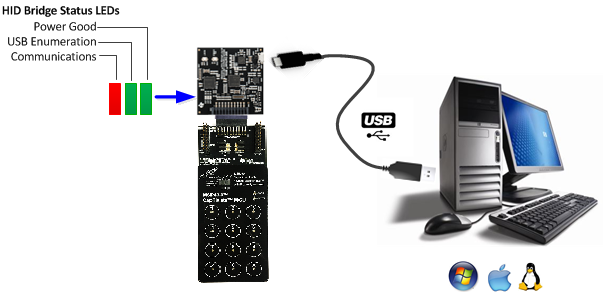 HID Bridge Status LEDs
Power Good
USB Enumeration
Communications
USB